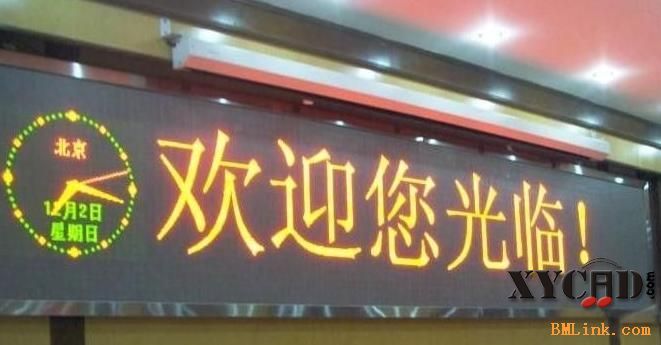 北京
12月2日
星期日
欢迎您光临!
XYCAD.com
BMLink.com